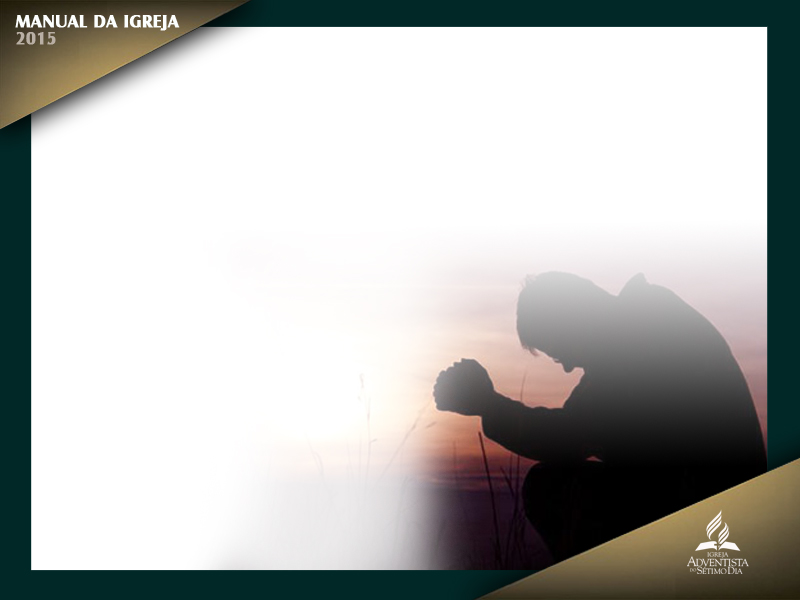 MANUAL DA IGREJA
2015
IGREJA
ADVENTISTA
DO SÉTIMO DIA